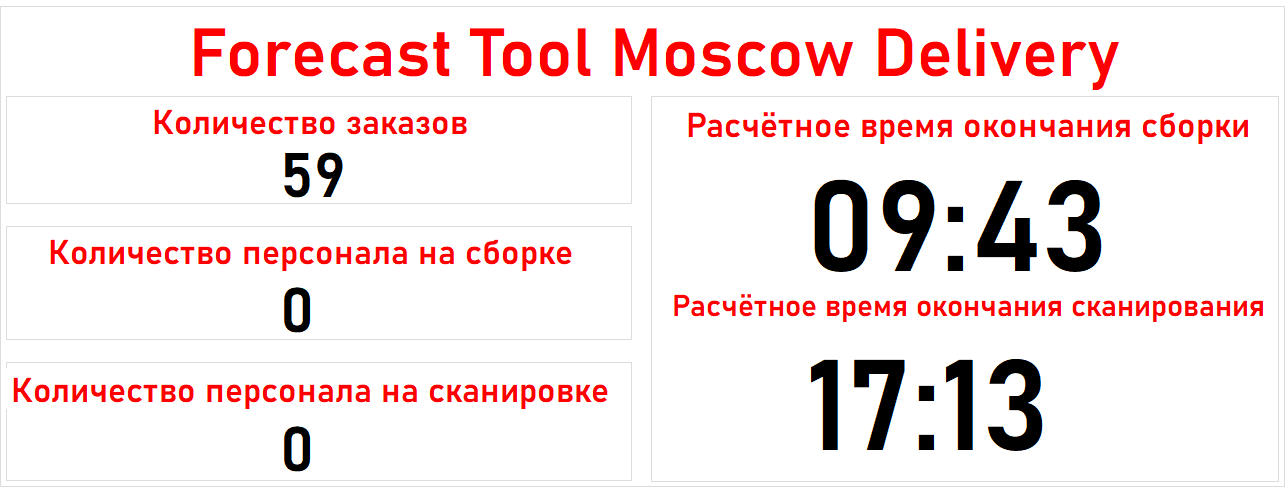 Forecast Tool Moscow Delivery
Количество заказов
59
Количество персонала на сборке
0
Количество персонала на сканировке
0
Расчётное время окончания сборки
09:43
Расчётное время окончания сканирования
17:13